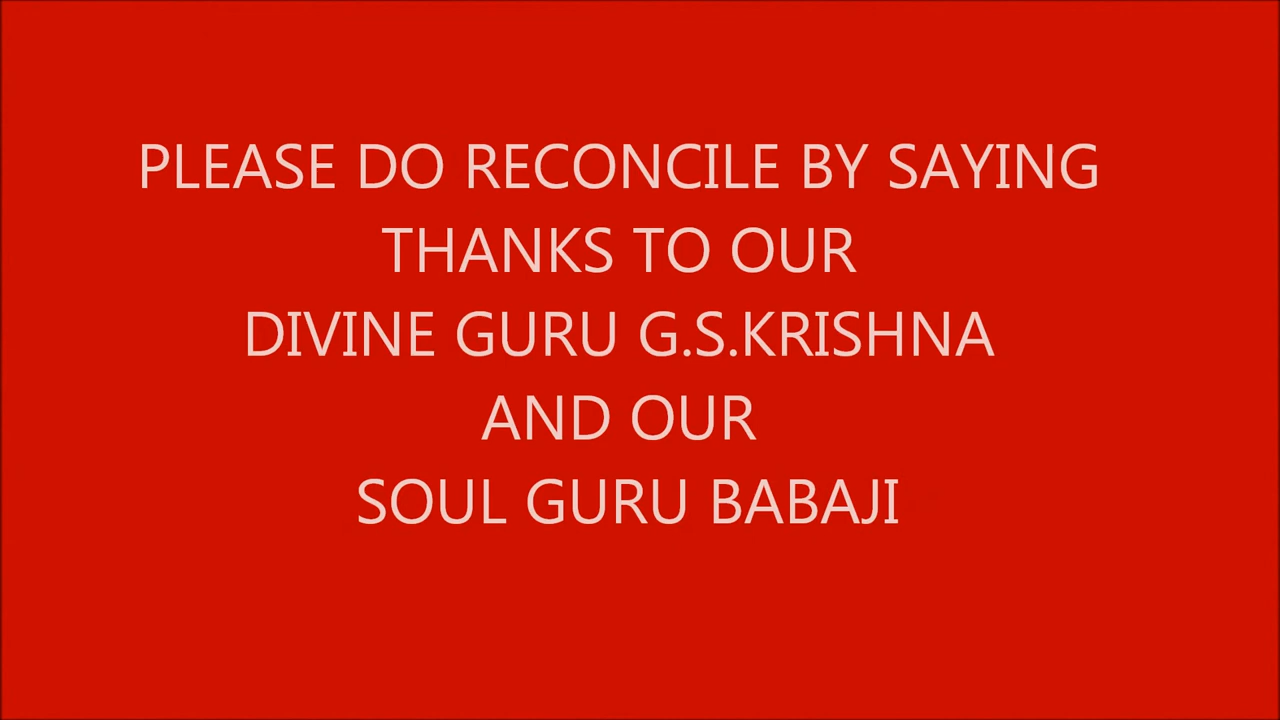 PLEASE DO RECONCILE BY SAYING
THANKS TO OUR
DIVINE GURU G.S.KRISHNA
AND OUR
SOUL GURU BABAJI